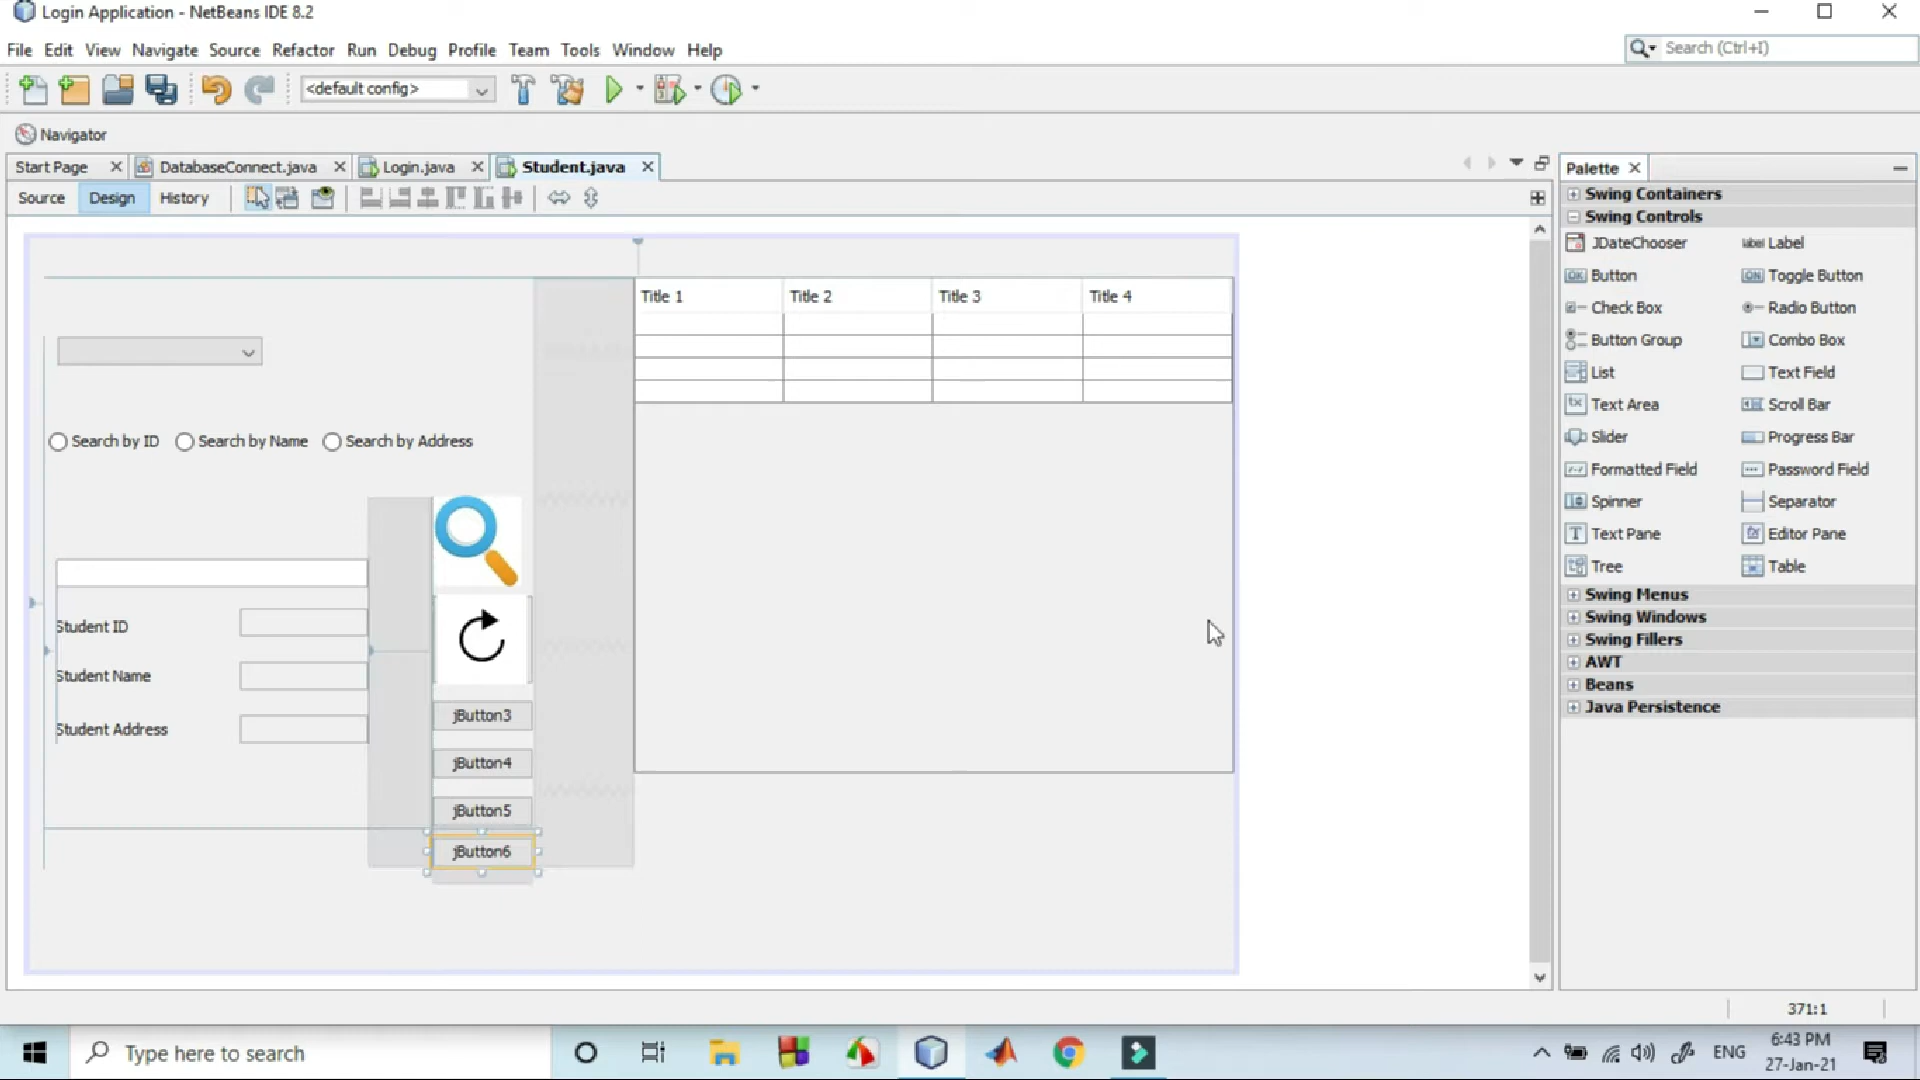 Login Application - NetBeans IDE 8.2
File Edit View Navigate Source Refactor Run Debug Profile Team Tools Window Help
Search (Ctrl+I)
<default config>
Navigator
Start Page DatabaseConnect.java Login.java Student.java
Source Design History
Title 1 Title 2 Title 3 Title 4
Search by ID Search by Name Search by Address
Student ID
Student Name
Student Address
jButton3
jButton4
jButton5
jButton6
Palette
Swing Containers
Swing Controls
JDateChooser label Label
OK Button ON Toggle Button
Check Box Radio Button
Button Group Combo Box
List Text Field
Text Area Scroll Bar
Slider Progress Bar
Formatted Field Password Field
Spinner Separator
T Text Pane Editor Pane
Tree Table
Swing Menus
Swing Windows
Swing Fillers
AWT
Beans
Java Persistence
371:1
Type here to search
ENG
6:43 PM
27-Jan-21